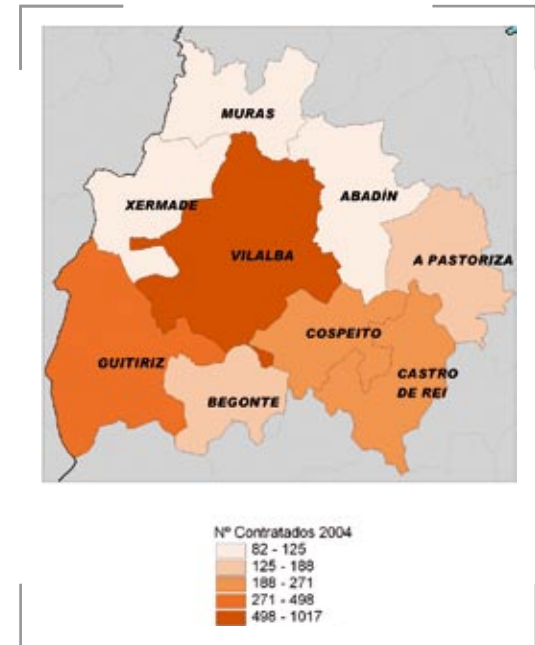 MURAS
ABADÍN
XERMADE
VILALBA
A PASTORIZA
COSPEITO
GUITIRIZ
CASTRO
DE REI
BEGONTE
Nº Contratados 2004
82 - 125
125 - 188
188 - 271
271 - 498
498 - 1017